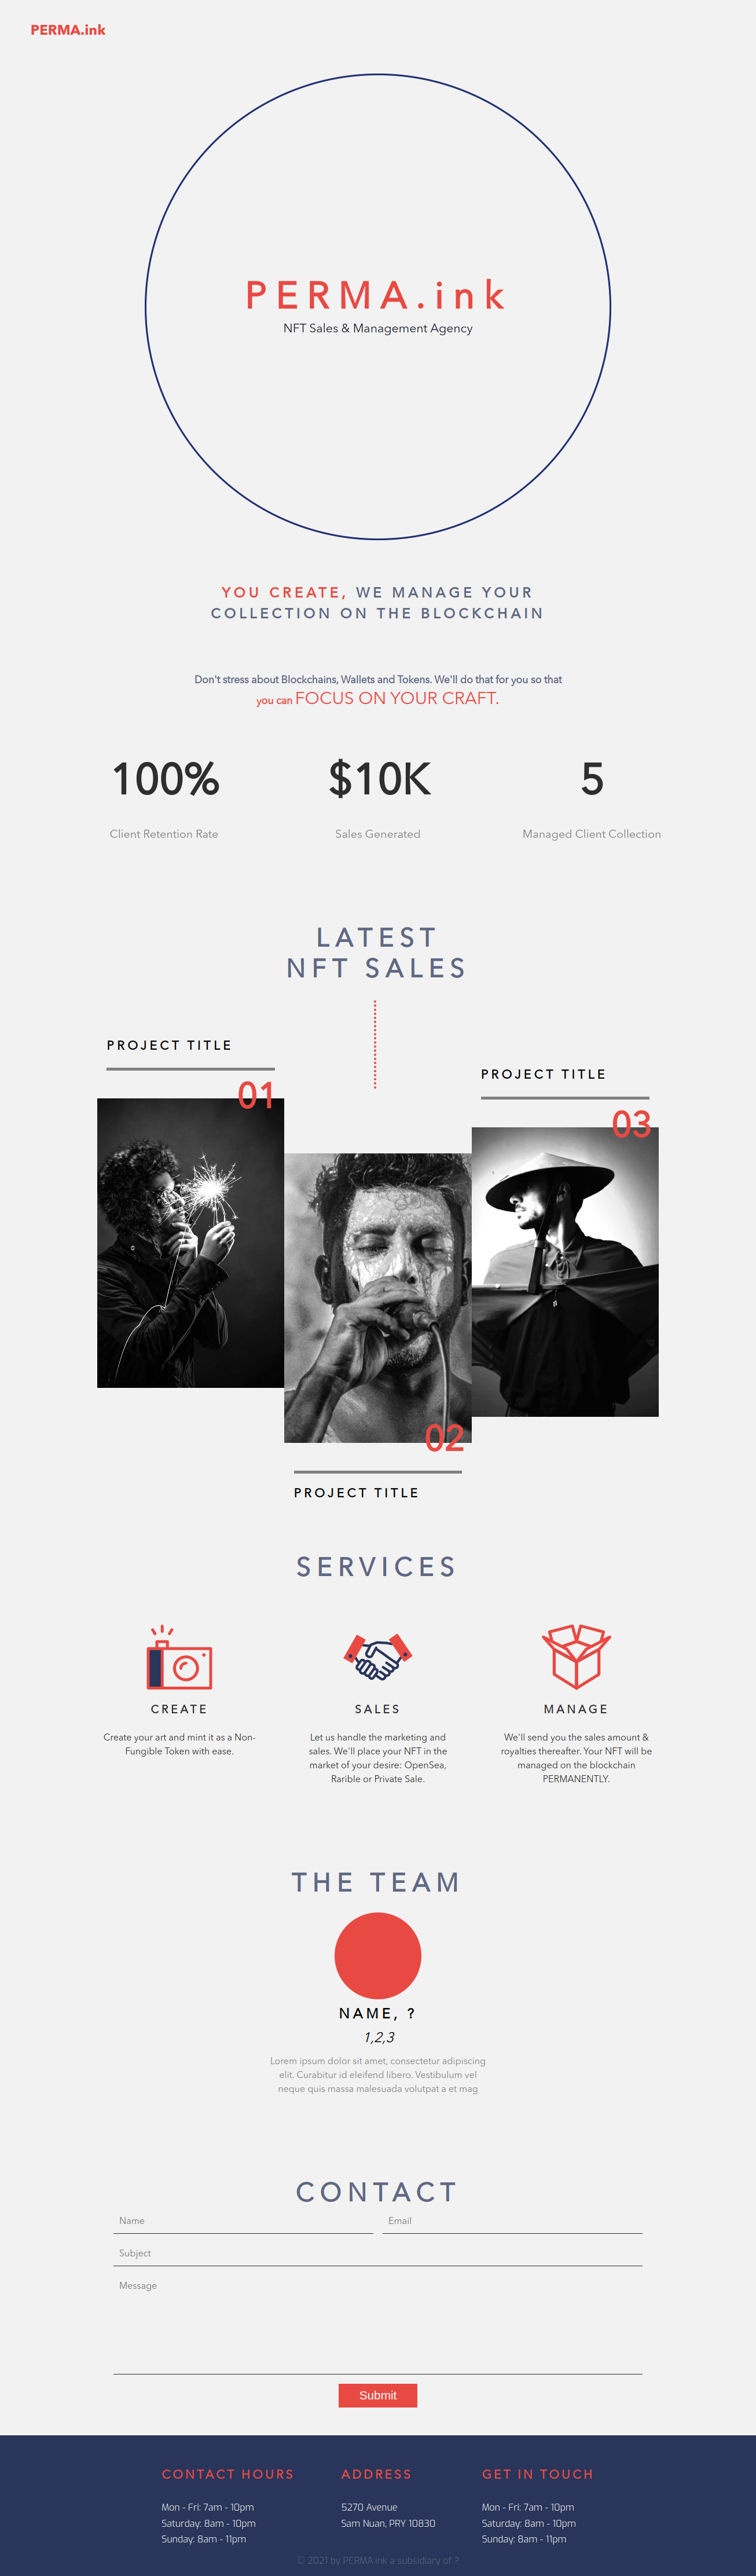 PERMA.ink
PERMA.ink
NFT Sales & Management Agency
YOU CREATE, WE MANAGE YOUR
COLLECTION ON THE BLOCKCHAIN
Don't stress about Blockchains, Wallets and Tokens. We'll do that for you so that
you can FOCUS ON YOUR CRAFT.
100%
Client Retention Rate
$10K
Sales Generated
5
Managed Client Collection
LATEST
NFT SALES
PROJECT TITLE
01
02
PROJECT TITLE
PROJECT TITLE
03
SERVICES
CREATE
Create your art and mint it as a Non-
Fungible Token with ease.
SALES
Let us handle the marketing and
sales. We'll place your NFT in the
market of your desire: OpenSea,
Rarible or Private Sale.
MANAGE
We'll send you the sales amount &
royalties thereafter. Your NFT will be
managed on the blockchain
PERMANENTLY.
THE TEAM
NAME, ?
1,2,3
Lorem ipsum dolor sit amet, consectetur adipiscing
elit. Curabitur id eleifend libero. Vestibulum vel
neque quis massa malesuada volutpat a et mag
CONTACT
Name
Email
Subject
Message
Submit
CONTACT HOURS
Mon - Fri: 7am - 10pm
Saturday: 8am - 10pm
Sunday: 8am - 11pm
ADDRESS
5270 Avenue
Sam Nuan, PRY 10830
GET IN TOUCH
Mon - Fri: 7am - 10pm
Saturday: 8am - 10pm
Sunday: 8am - 11pm
© 2021 by PERMA.ink a subsidiary of ?